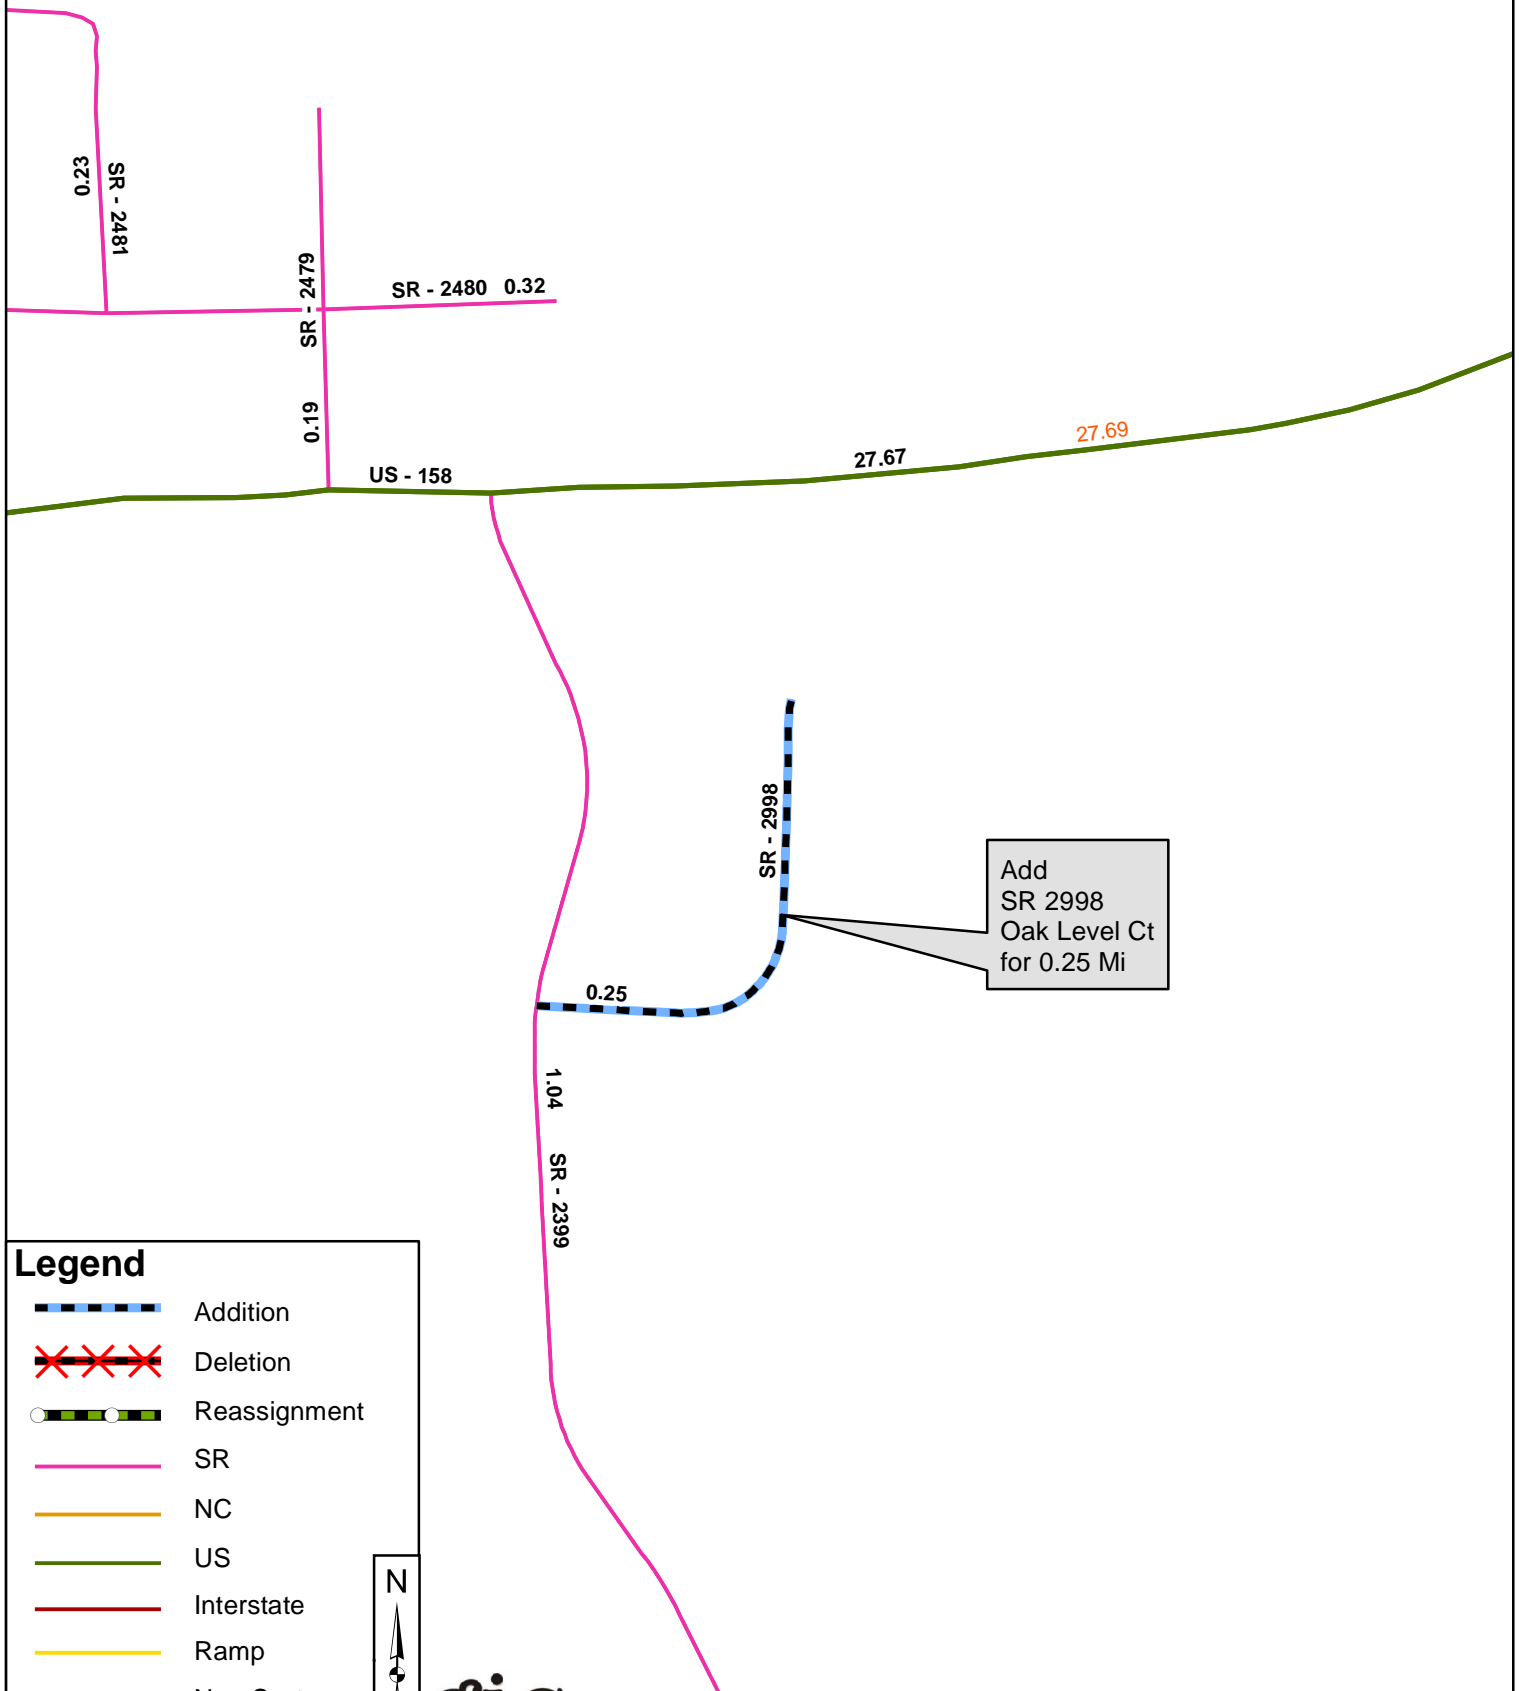 0.23
SR - 2481
SR - 2479
SR - 2480 0.32
0.19
US - 158
27.67
27.69
SR - 2998
Add
SR 2998
Oak Level Ct
for 0.25 Mi
0.25
1.04
SR - 2399
Legend
Addition
Deletion
Reassignment
SR
NC
US
Interstate
Ramp
N